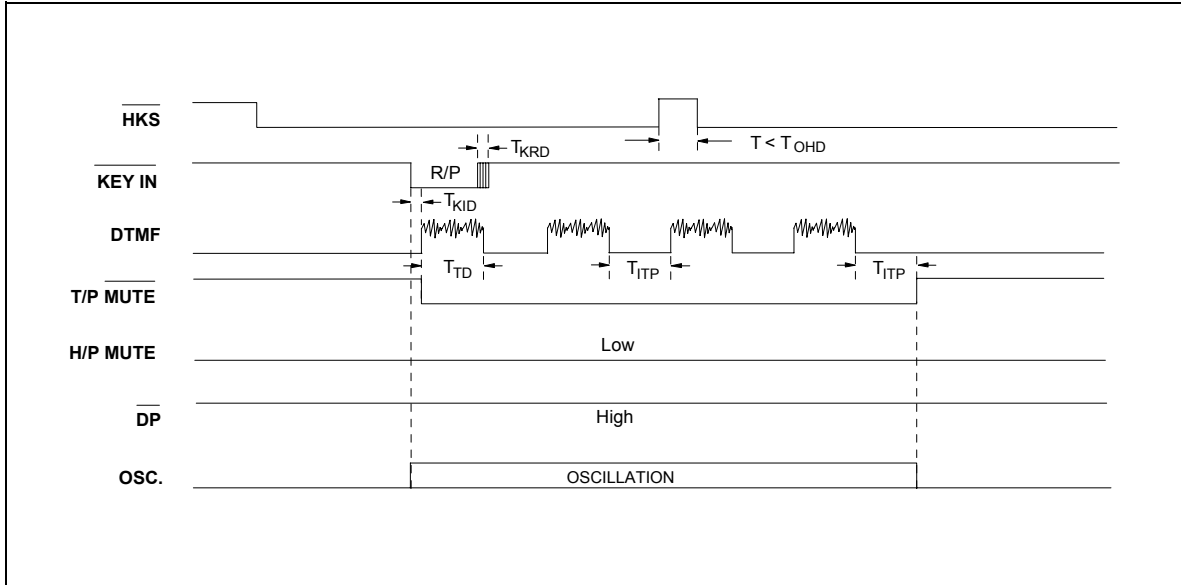 HKS
T < TOHD
TKRD
KEY IN
R/P
TKID
DTMF
TTD
TITP
TITP
T/P MUTE
H/P MUTE
Low
DP
High
OSC.
OSCILLATION